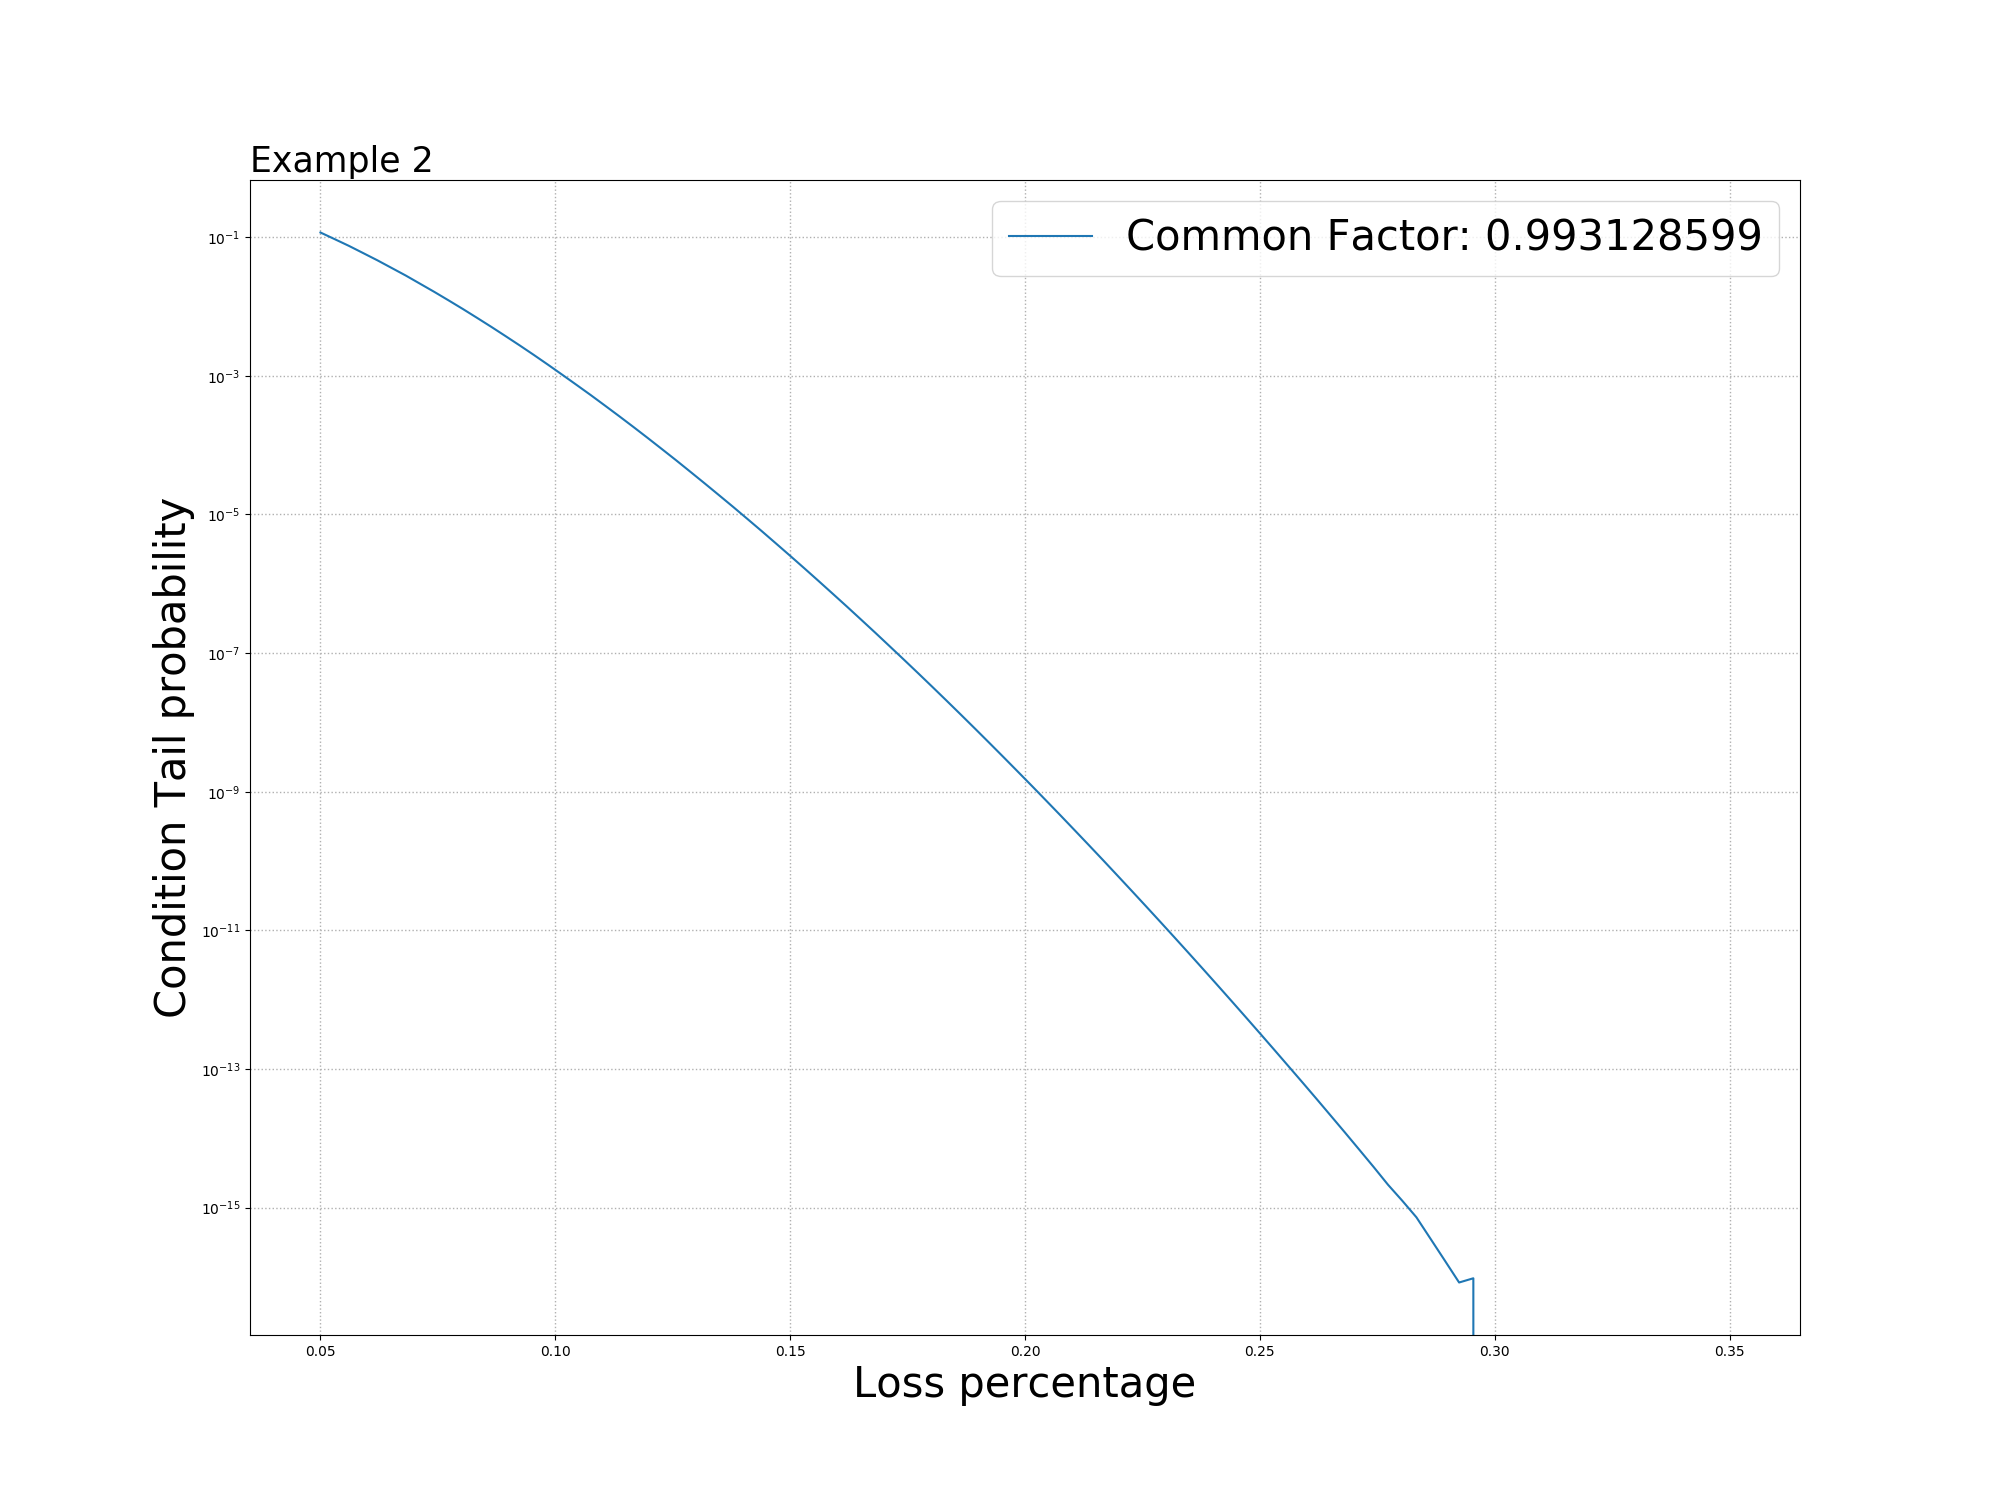 Example 2
Common Factor: 0.993128599
Condition Tail probability
10⁻¹
10⁻³
10⁻⁵
10⁻⁷
10⁻⁹
10⁻¹¹
10⁻¹³
10⁻¹⁵
0.05 0.10 0.15 0.20 0.25 0.30 0.35
Loss percentage